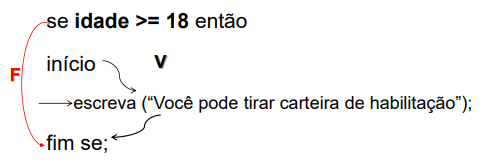 se idade >= 18 então
início V
F
escreva (“Você pode tirar carteira de habilitação”);
fim se;